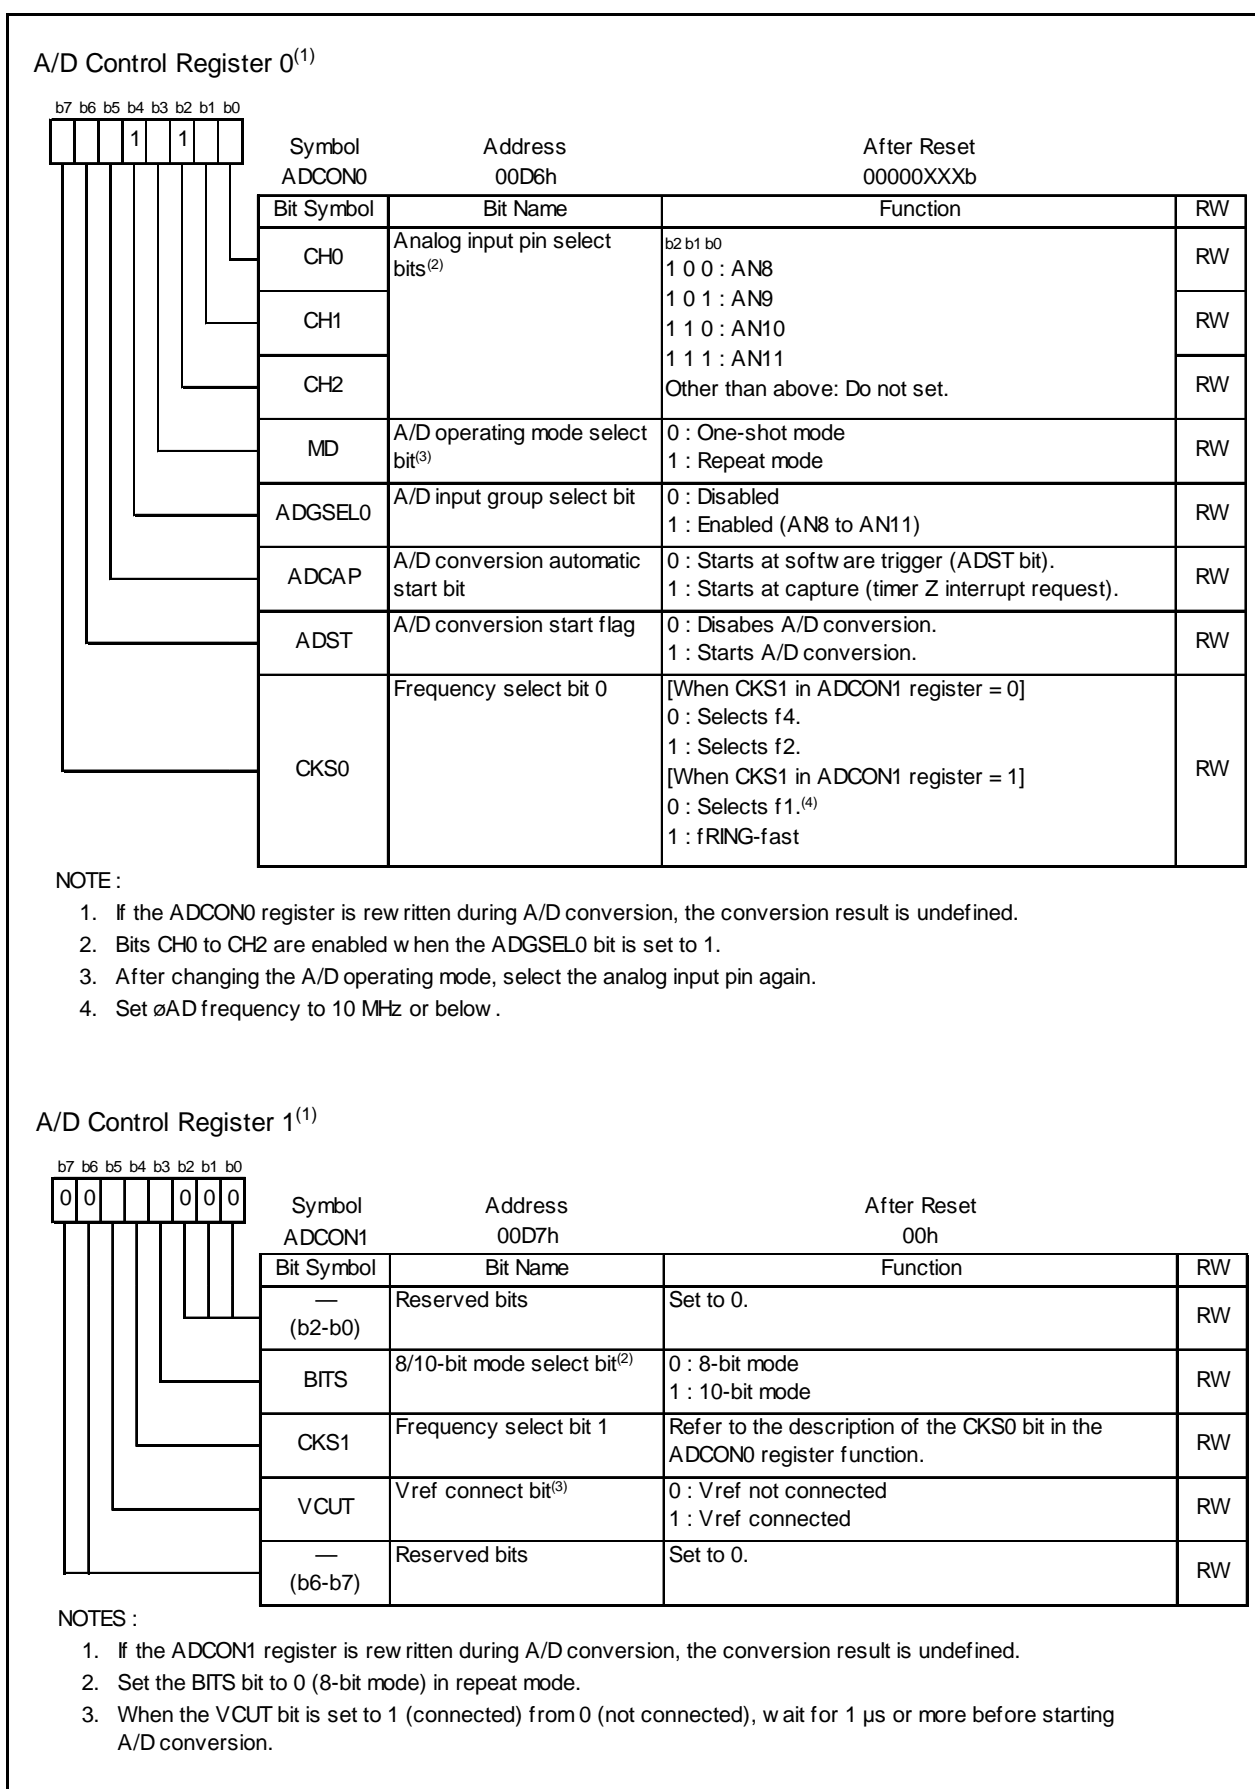 A/D Control Register 0(1)
b7 b6 b5 b4 b3 b2 b1 b0
1 1
Symbol Address After Reset
ADCON0 00D6h 00000XXXb
Bit Symbol Bit Name Function RW
CH0 Analog input pin select bits(2) b2 b1 b0 RW
1 0 0 : AN8
1 0 1 : AN9
CH1 1 1 0 : AN10 RW
1 1 1 : AN11
CH2 Other than above: Do not set. RW
MD A/D operating mode select bit(3) 0 : One-shot mode RW
1 : Repeat mode
ADGSEL0 A/D input group select bit 0 : Disabled RW
1 : Enabled (AN8 to AN11)
ADCAP A/D conversion automatic start bit 0 : Starts at software trigger (ADST bit). RW
1 : Starts at capture (timer Z interrupt request).
ADST A/D conversion start flag 0 : Disabes A/D conversion. RW
1 : Starts A/D conversion.
CKS0 Frequency select bit 0 [When CKS1 in ADCON1 register = 0] RW
0 : Selects f4.
1 : Selects f2.
[When CKS1 in ADCON1 register = 1]
0 : Selects f1.(4)
1 : fRING-fast
NOTE :
1. If the ADCON0 register is rewritten during A/D conversion, the conversion result is undefined.
2. Bits CH0 to CH2 are enabled when the ADGSEL0 bit is set to 1.
3. After changing the A/D operating mode, select the analog input pin again.
4. Set øAD frequency to 10 MHz or below.
A/D Control Register 1(1)
b7 b6 b5 b4 b3 b2 b1 b0
0 0 0 0 0
Symbol Address After Reset
ADCON1 00D7h 00h
Bit Symbol Bit Name Function RW
— Reserved bits Set to 0. RW
(b2-b0)
BITS 8/10-bit mode select bit(2) 0 : 8-bit mode RW
1 : 10-bit mode
CKS1 Frequency select bit 1 Refer to the description of the CKS0 bit in the RW
ADCON0 register function.
VCUT Vref connect bit(3) 0 : Vref not connected RW
1 : Vref connected
— Reserved bits Set to 0. RW
(b6-b7)
NOTES :
1. If the ADCON1 register is rewritten during A/D conversion, the conversion result is undefined.
2. Set the BITS bit to 0 (8-bit mode) in repeat mode.
3. When the VCUT bit is set to 1 (connected) from 0 (not connected), wait for 1 µs or more before starting
A/D conversion.